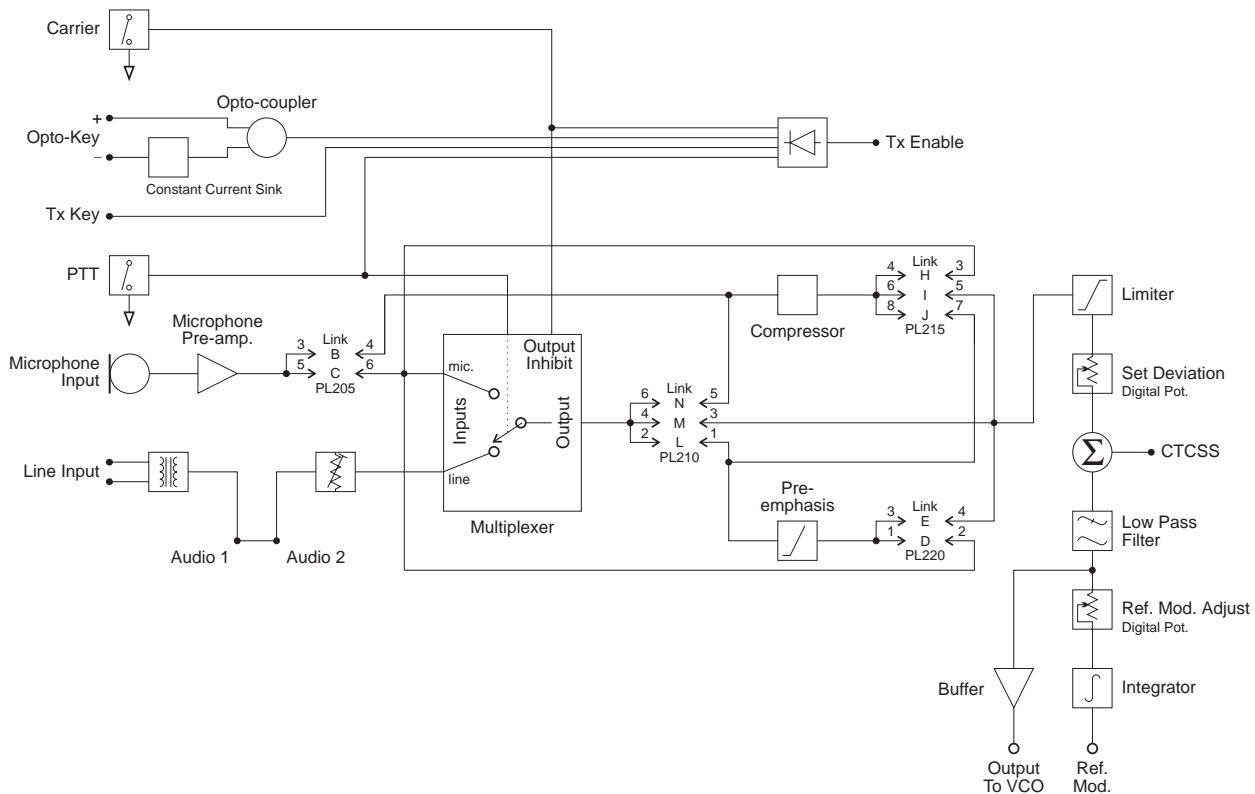 Carrier
Opto-coupler
+
Opto-Key
–
Constant Current Sink
Tx Enable
Tx Key
PTT
Microphone
Pre-amp.
Microphone
Input
Link
3 B 4
5 C 6
PL205
mic.
Output
Inhibit
Inputs
Output
line
Multiplexer
Line Input
Audio 1
Audio 2
Compressor
Link
4 H 3
6 I 5
8 J 7
PL215
Link
6 N 5
4 M 3
2 L 1
PL210
Pre-
emphasis
Link
3 E 4
1 D 2
PL220
Limiter
Set Deviation
Digital Pot.
Σ
CTCSS
Low Pass
Filter
Ref. Mod. Adjust
Digital Pot.
Buffer
Integrator
Output
To VCO
Ref.
Mod.